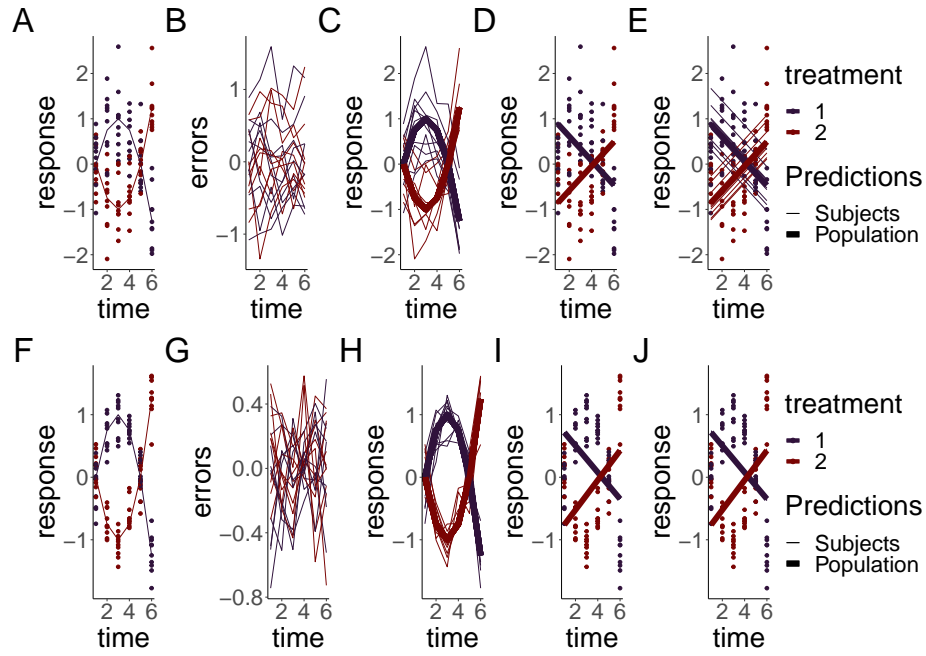 A B C D E
response
2
1
0
−1
−2
2 4 6
time
errors
1
0
−1
2 4 6
time
response
2
1
0
−1
−2
2 4 6
time
response
2
1
0
−1
−2
2 4 6
time
response
2
1
0
−1
−2
2 4 6
time
treatment
1
2
Predictions
Subjects
Population
F G H I J
response
1
0
−1
2 4 6
time
errors
0.4
0.0
−0.4
−0.8
2 4 6
time
response
1
0
−1
2 4 6
time
response
1
0
−1
2 4 6
time
response
1
0
−1
2 4 6
time
treatment
1
2
Predictions
Subjects
Population